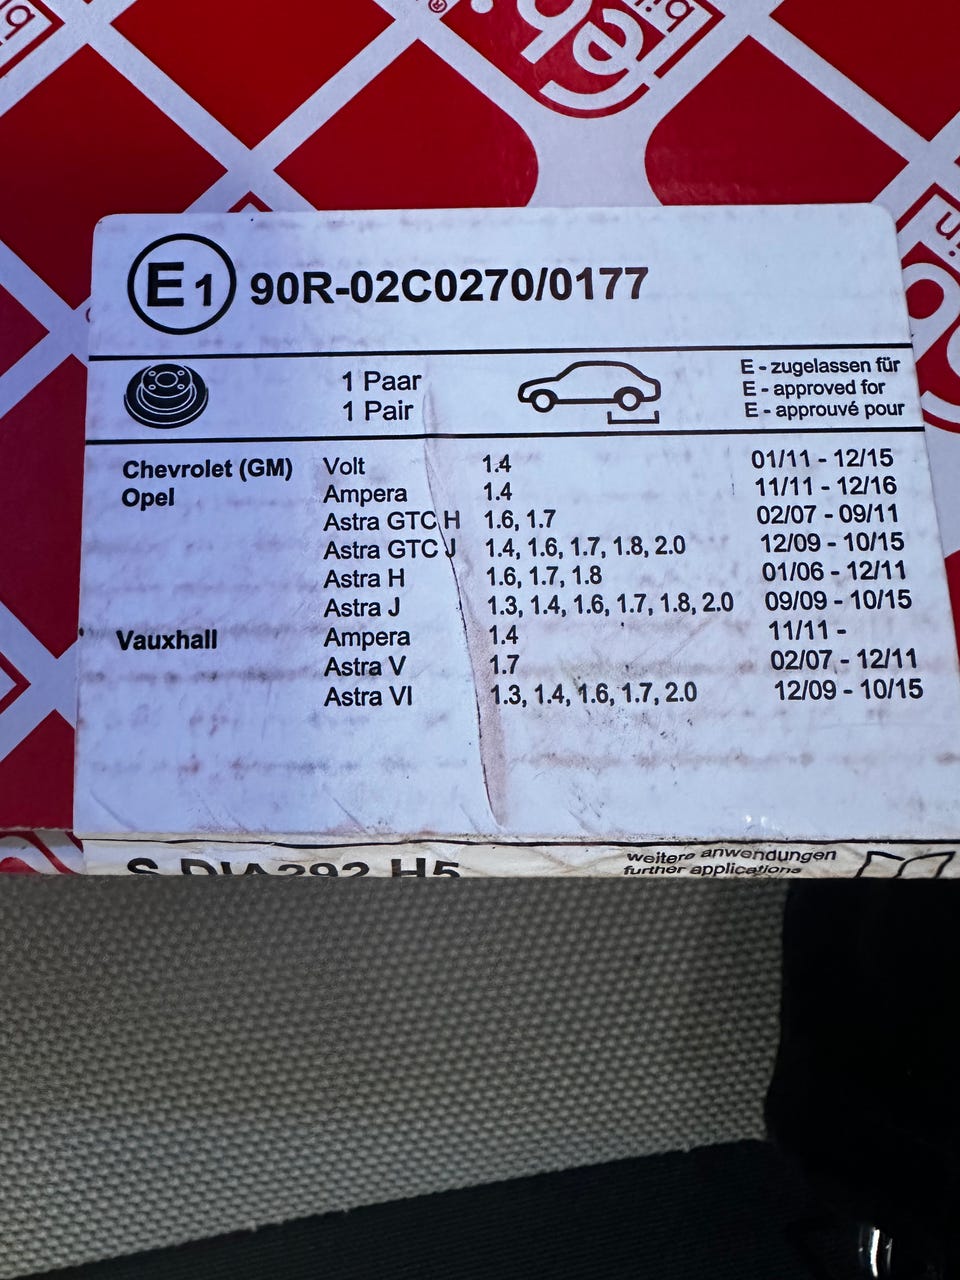 bil
®
feb
bil
E1 90R-02C0270/0177
1 Paar
1 Pair
E - zugelassen für
E - approved for
E - approuvé pour
Chevrolet (GM) Volt 1.4 01/11 - 12/15
Opel Ampera 1.4 11/11 - 12/16
Astra GTC H 1.6, 1.7 02/07 - 09/11
Astra GTC J 1.4, 1.6, 1.7, 1.8, 2.0 12/09 - 10/15
Astra H 1.6, 1.7, 1.8 01/06 - 12/11
Astra J 1.3, 1.4, 1.6, 1.7, 1.8, 2.0 09/09 - 10/15
Vauxhall Ampera 1.4 11/11 -
Astra V 1.7 02/07 - 12/11
Astra VI 1.3, 1.4, 1.6, 1.7, 2.0 12/09 - 10/15
weitere anwendungen
further applications